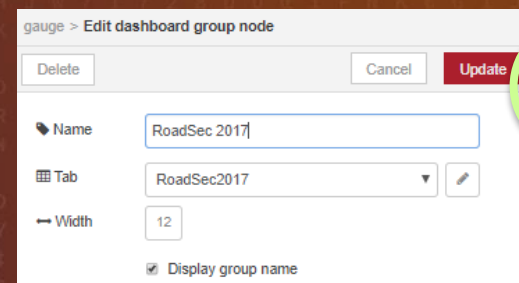 gauge > Edit dashboard group node
Delete Cancel Update
Name RoadSec 2017
Tab RoadSec2017
Width 12
Display group name